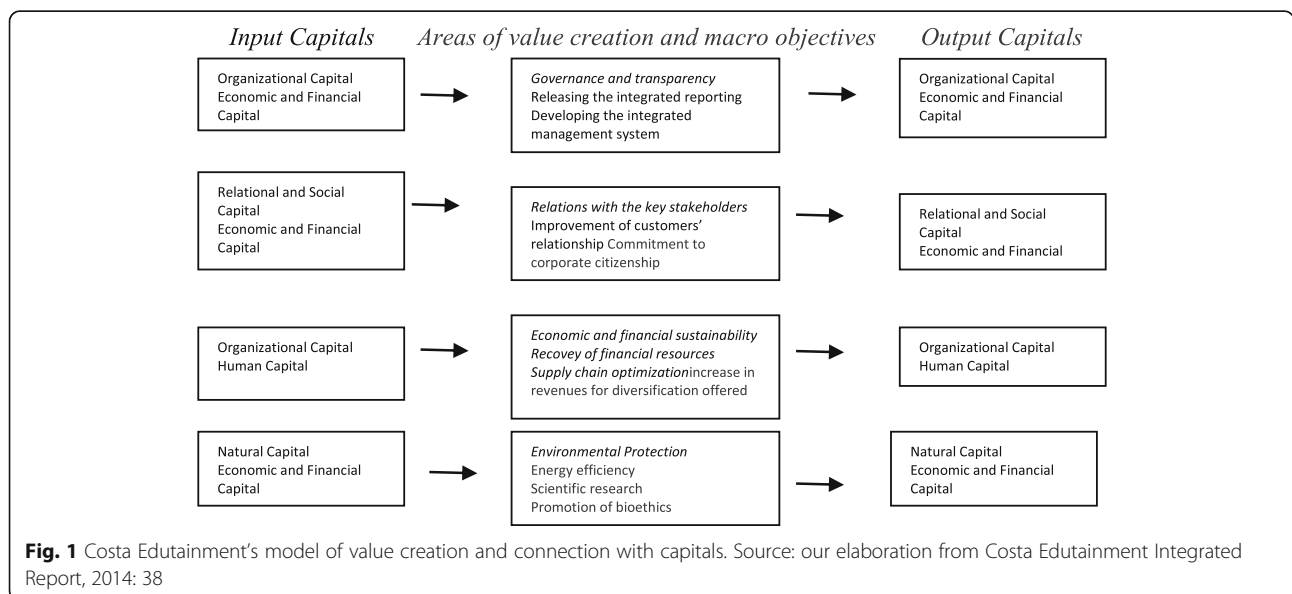 Input Capitals Areas of value creation and macro objectives Output Capitals
Organizational Capital
Economic and Financial
Capital
Governance and transparency
Releasing the integrated reporting
Developing the integrated
management system
Organizational Capital
Economic and Financial
Capital
Relational and Social
Capital
Economic and Financial
Capital
Relations with the key stakeholders
Improvement of customers'
relationship Commitment to
corporate citizenship
Relational and Social
Capital
Economic and Financial
Organizational Capital
Human Capital
Economic and financial sustainability
Recovey of financial resources
Supply chain optimizationincrease in
revenues for diversification offered
Organizational Capital
Human Capital
Natural Capital
Economic and Financial
Capital
Environmental Protection
Energy efficiency
Scientific research
Promotion of bioethics
Natural Capital
Economic and Financial
Capital
Fig. 1 Costa Edutainment's model of value creation and connection with capitals. Source: our elaboration from Costa Edutainment Integrated
Report, 2014: 38